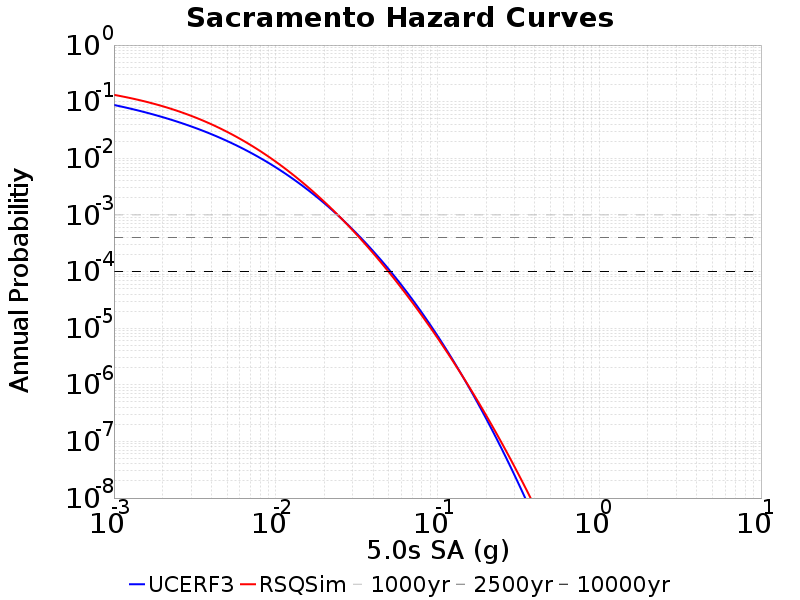 Sacramento Hazard Curves
Annual Probabilitiy
10^0
10^-1
10^-2
10^-3
10^-4
10^-5
10^-6
10^-7
10^-8
10^-3 10^-2 10^-1 10^0 10^1
5.0s SA (g)
UCERF3 RSQSim 1000yr 2500yr 10000yr